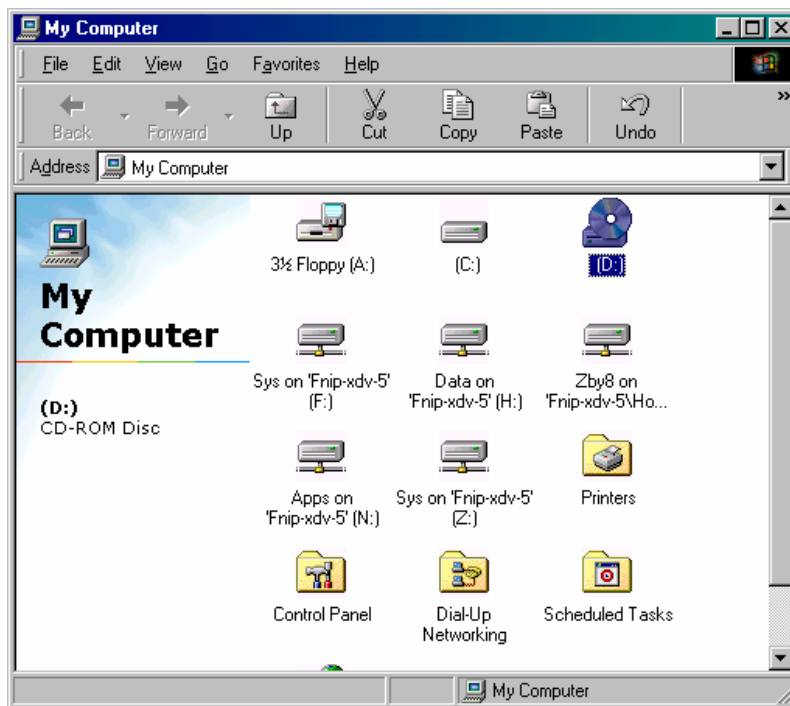 My Computer
File Edit View Go Favorites Help
Back Forward Up Cut Copy Paste Undo »
Address My Computer
My
Computer
(D:)
CD-ROM Disc
3½ Floppy (A:) (C:) (D:)
Sys on 'Fnip-xdv-5' (F:)
Data on 'Fnip-xdv-5' (H:)
Zby8 on 'Fnip-xdv-5\Ho...
Apps on 'Fnip-xdv-5' (N:)
Sys on 'Fnip-xdv-5' (Z:)
Printers
Control Panel
Dial-Up Networking
Scheduled Tasks
My Computer